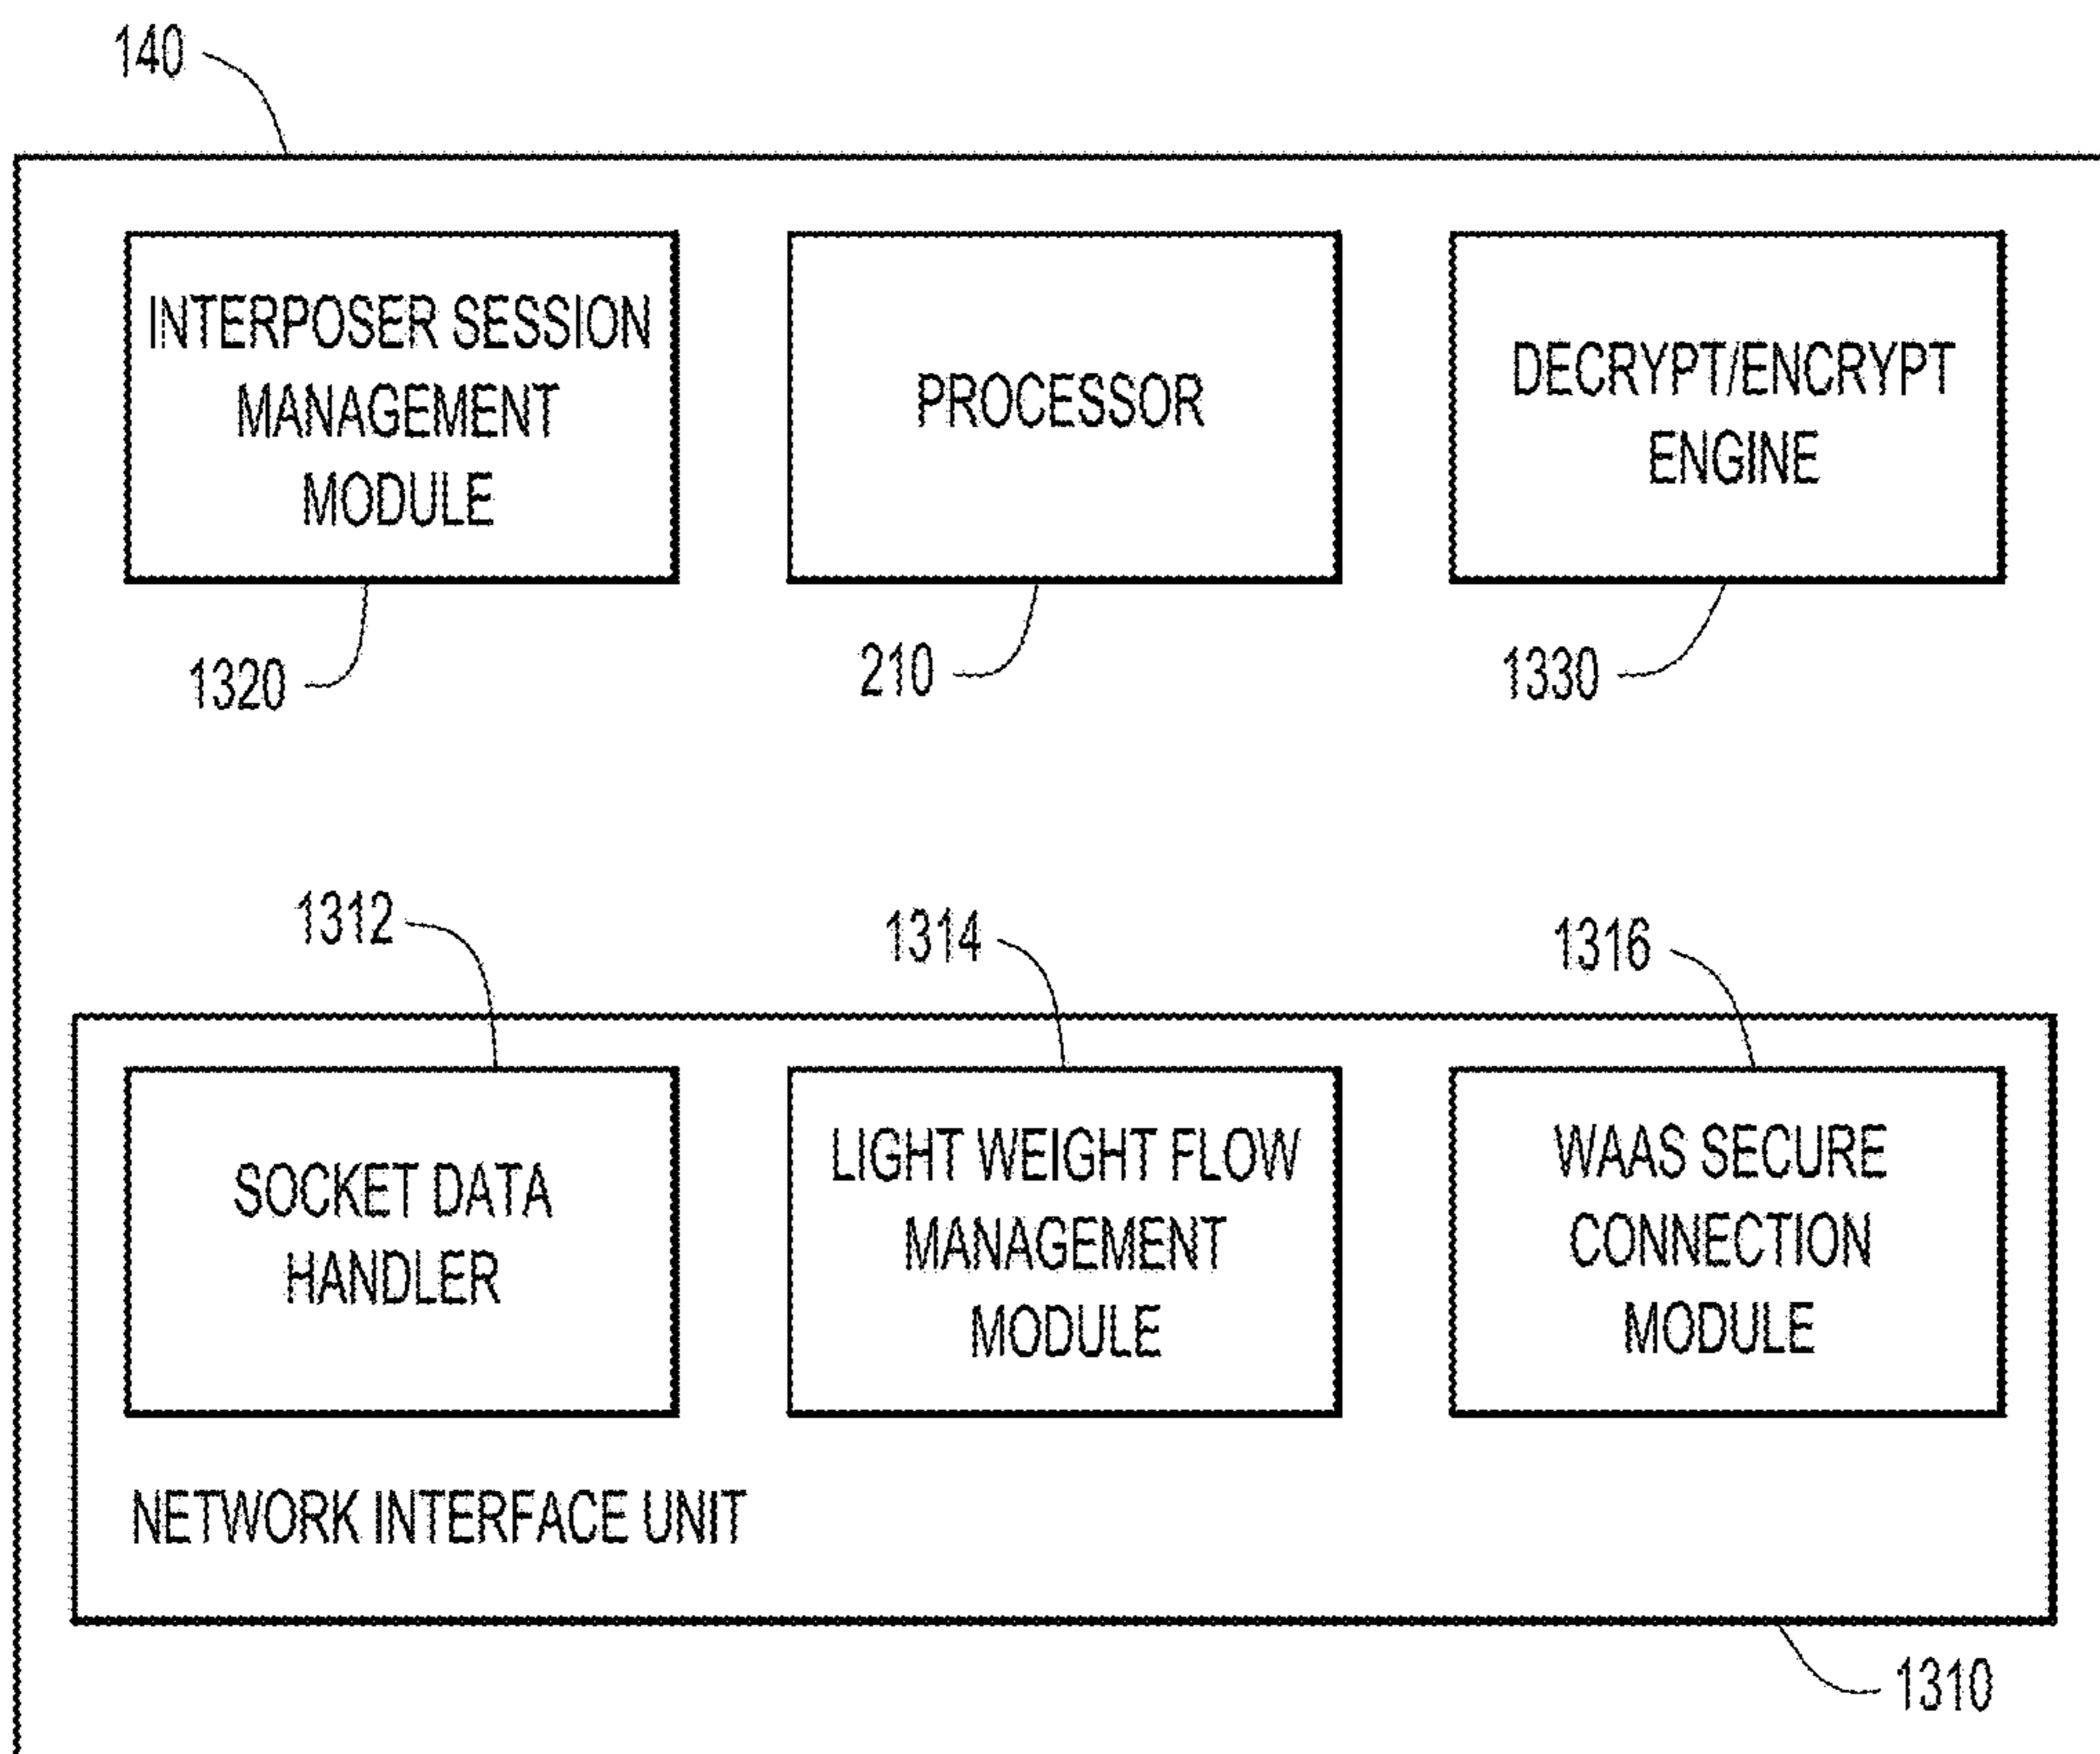 140
INTERPOSER SESSION
MANAGEMENT
MODULE
PROCESSOR
DECRYPT/ENCRYPT
ENGINE
1320
210
1330
1312
1314
1316
SOCKET DATA
HANDLER
LIGHT WEIGHT FLOW
MANAGEMENT
MODULE
WAAS SECURE
CONNECTION
MODULE
NETWORK INTERFACE UNIT
1310